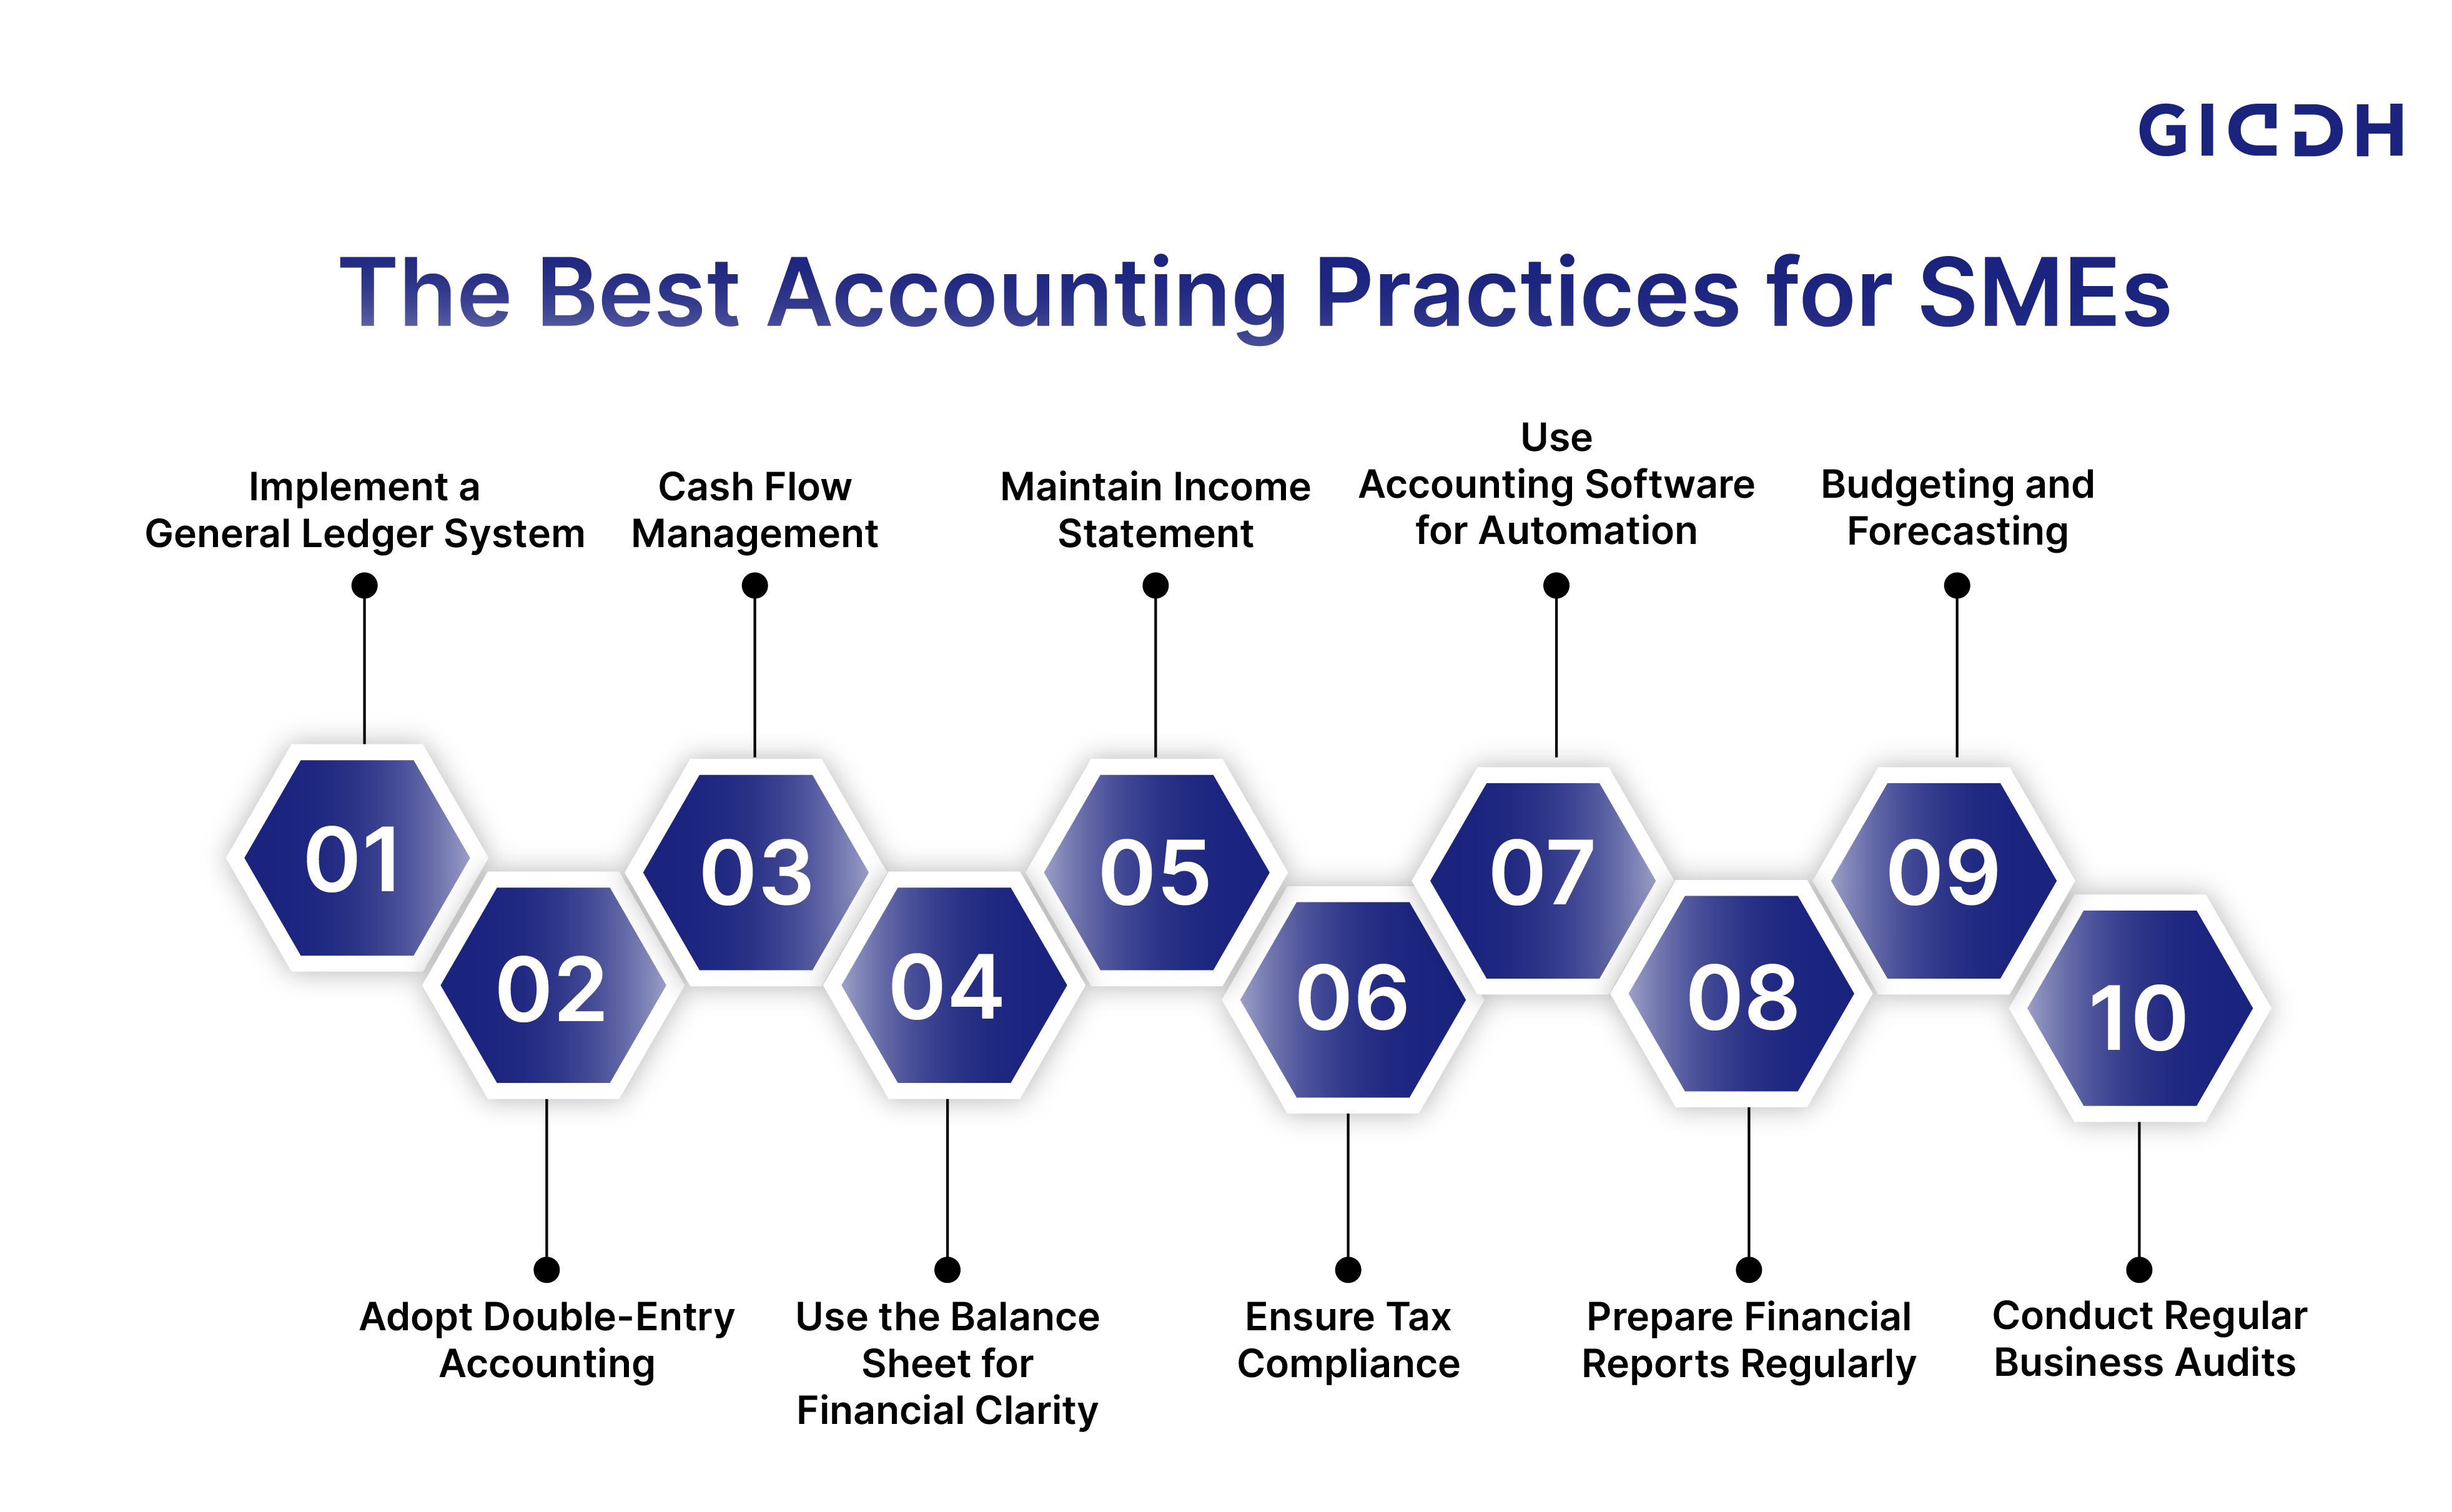 GICDH
The Best Accounting Practices for SMEs
Implement a
General Ledger System
Cash Flow
Management
Maintain Income
Statement
Use
Accounting Software
for Automation
Budgeting and
Forecasting
01
02
03
04
05
06
07
08
09
10
Adopt Double-Entry
Accounting
Use the Balance
Sheet for
Financial Clarity
Ensure Tax
Compliance
Prepare Financial
Reports Regularly
Conduct Regular
Business Audits